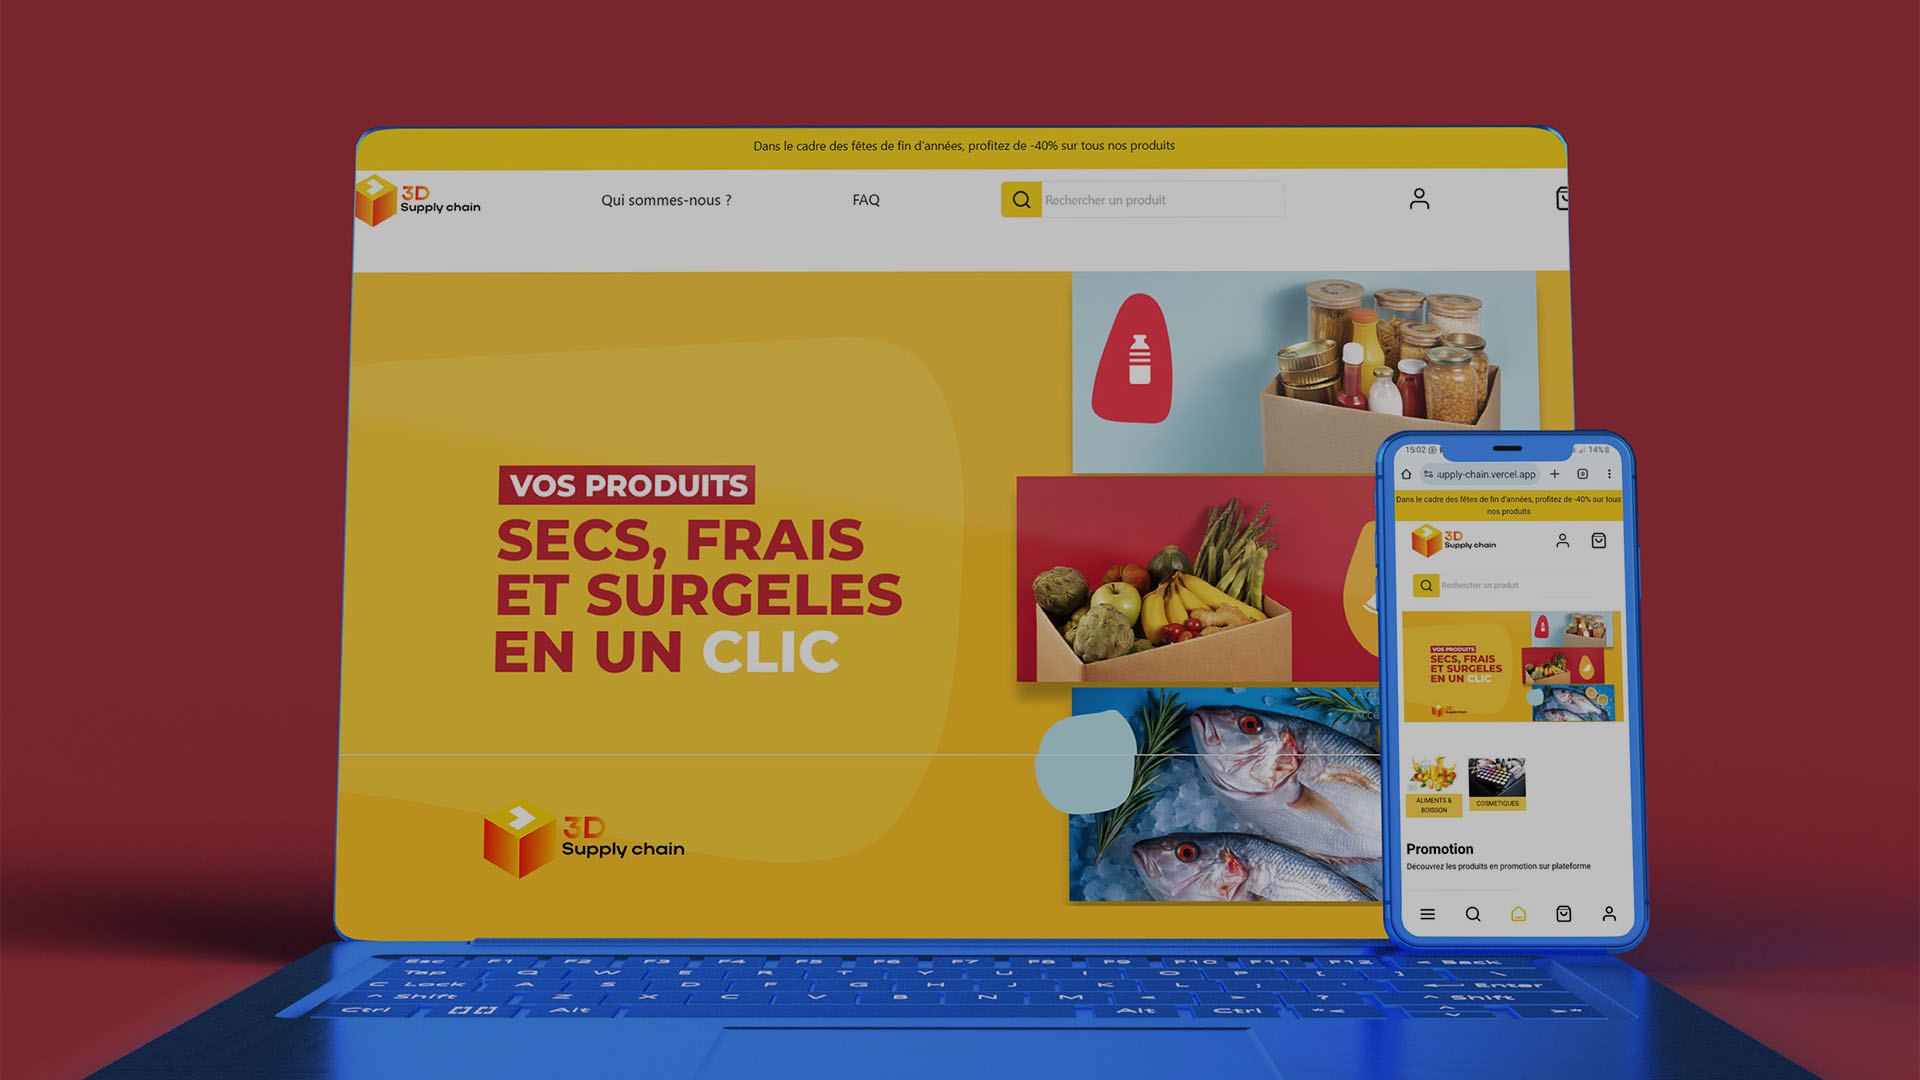 Dans le cadre des fêtes de fin d'années, profitez de -40% sur tous nos produits
3D
Supply chain
Qui sommes-nous ?
FAQ
Rechercher un produit
VOS PRODUITS
SECS, FRAIS
ET SURGELES
EN UN CLIC
3D
Supply chain
15:02
14%
upply-chain.vercel.app
Dans le cadre des fêtes de fin d'années, profitez de -40% sur tous
nos produits
3D
Supply chain
Rechercher un produit
VOS PRODUITS
SECS, FRAIS
ET SURGELES
EN UN CLIC
ALIMENTS &
BOISSON
COSMETIQUES
Promotion
Découvrez les produits en promotion sur plateforme
Esc F1 F2 F3 F4 F5 F6 F7 F8 F9 F10 F11 F12 Back
Tap Q W E R T Y U I O P [ ] \
C Lock A S D F G H J K L ; ' Enter
^ Shift Z X C V B N M < > ? ^ Shift
Ctrl Alt Alt Ctrl